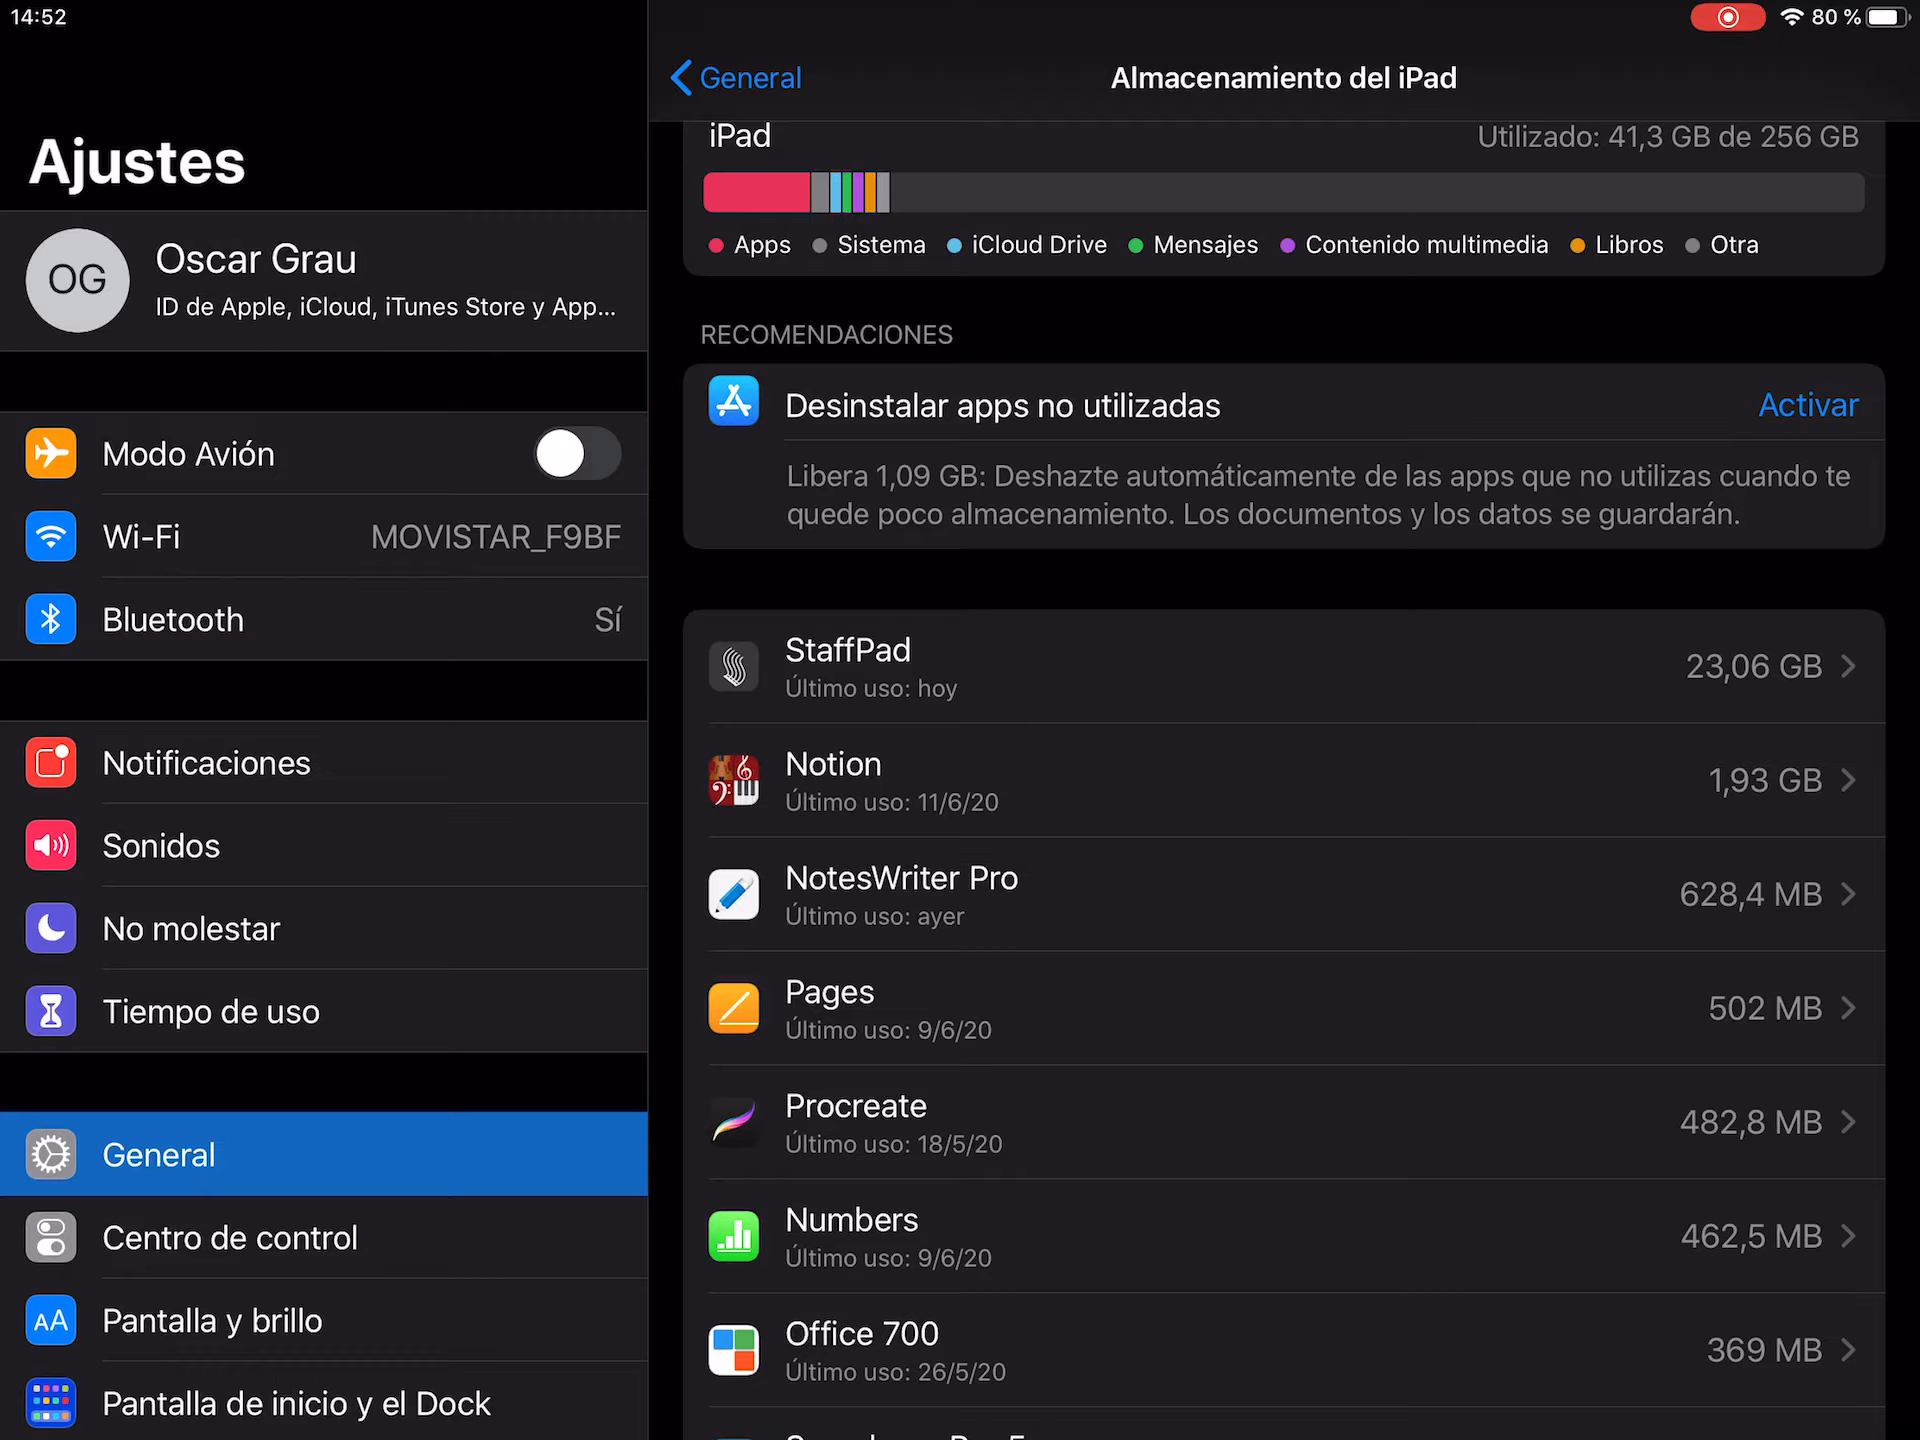 14:52
80 %
Ajustes
OG
Oscar Grau
ID de Apple, iCloud, iTunes Store y App...
Modo Avión
Wi-Fi MOVISTAR_F9BF
Bluetooth Sí
Notificaciones
Sonidos
No molestar
Tiempo de uso
General
Centro de control
AA Pantalla y brillo
Pantalla de inicio y el Dock
General
Almacenamiento del iPad
iPad Utilizado: 41,3 GB de 256 GB
Apps Sistema iCloud Drive Mensajes Contenido multimedia Libros Otra
RECOMENDACIONES
Desinstalar apps no utilizadas Activar
Libera 1,09 GB: Deshazte automáticamente de las apps que no utilizas cuando te
quede poco almacenamiento. Los documentos y los datos se guardarán.
StaffPad
Último uso: hoy
23,06 GB
Notion
Último uso: 11/6/20
1,93 GB
NotesWriter Pro
Último uso: ayer
628,4 MB
Pages
Último uso: 9/6/20
502 MB
Procreate
Último uso: 18/5/20
482,8 MB
Numbers
Último uso: 9/6/20
462,5 MB
Office 700
Último uso: 26/5/20
369 MB